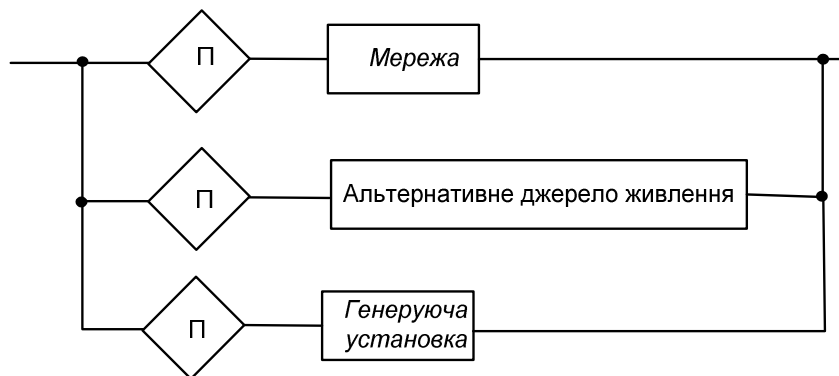 П
Мережа
П
Альтернативне джерело живлення
П
Генеруюча
установка